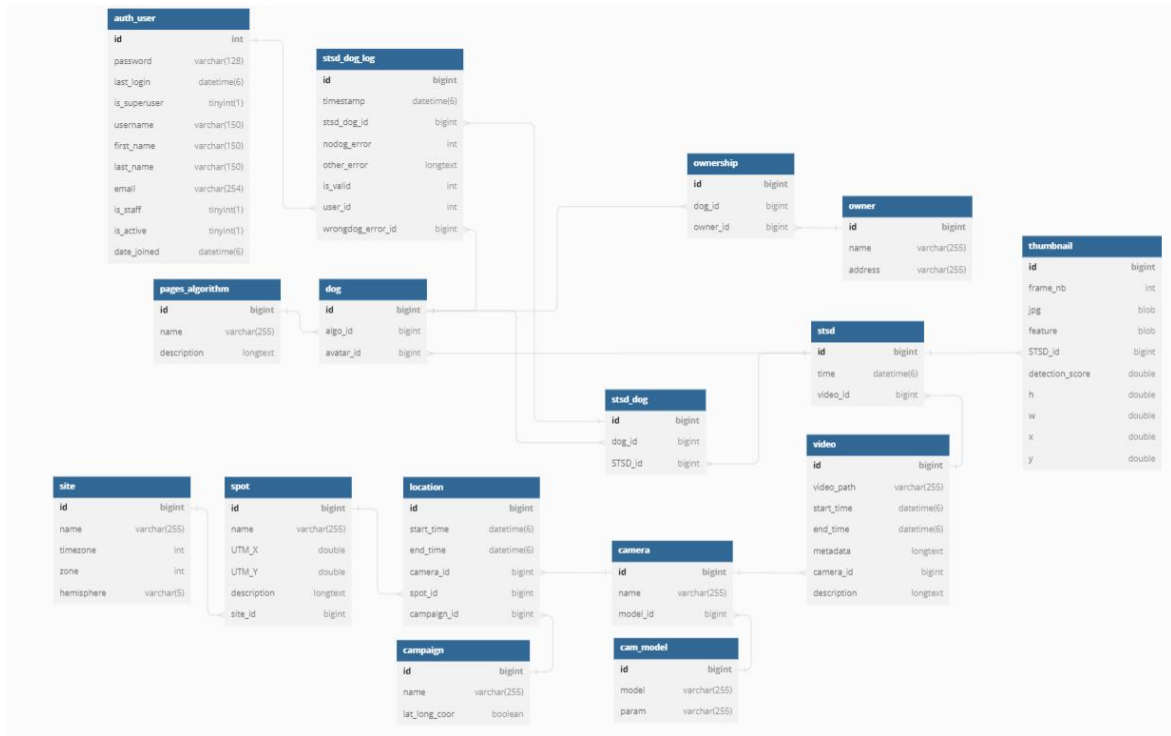 auth_user
id int
password varchar(128)
last_login datetime(6)
is_superuser tinyint(1)
username varchar(150)
first_name varchar(150)
last_name varchar(150)
email varchar(254)
is_staff tinyint(1)
is_active tinyint(1)
date_joined datetime(6)
stsd_dog_log
id bigint
timestamp datetime(6)
stsd_dog_id bigint
nodog_error int
other_error longtext
is_valid int
user_id int
wrongdog_error_id bigint
ownership
id bigint
dog_id bigint
owner_id bigint
owner
id bigint
name varchar(255)
address varchar(255)
thumbnail
id bigint
frame_nb int
jpg blob
feature blob
STSD_id bigint
detection_score double
h double
w double
x double
y double
pages_algorithm
id bigint
name varchar(255)
description longtext
dog
id bigint
algo_id bigint
avatar_id bigint
stsd
id bigint
time datetime(6)
video_id bigint
stsd_dog
id bigint
dog_id bigint
STSD_id bigint
video
id bigint
video_path varchar(255)
start_time datetime(6)
end_time datetime(6)
metadata longtext
camera_id bigint
description longtext
site
id bigint
name varchar(255)
timezone int
zone int
hemisphere varchar(5)
spot
id bigint
name varchar(255)
UTM_X double
UTM_Y double
description longtext
site_id bigint
location
id bigint
start_time datetime(6)
end_time datetime(6)
camera_id bigint
spot_id bigint
campaign_id bigint
camera
id bigint
name varchar(255)
model_id bigint
campaign
id bigint
name varchar(255)
lat_long_coor boolean
cam_model
id bigint
model varchar(255)
param varchar(255)